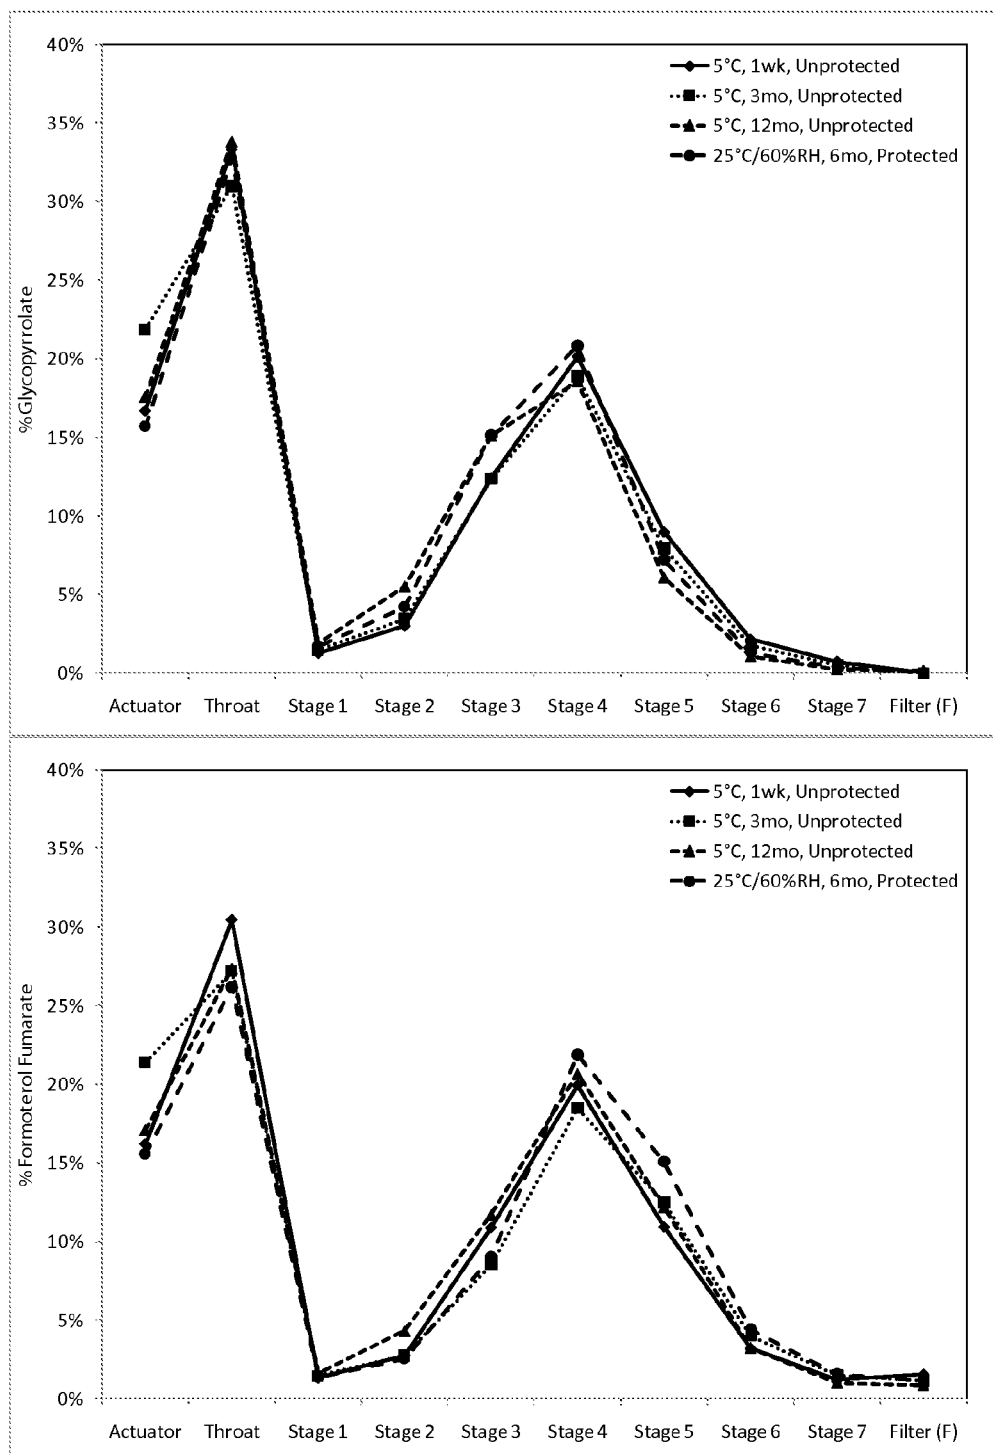 40%
5°C, 1wk, Unprotected
5°C, 3mo, Unprotected
35%
5°C, 12mo, Unprotected
25°C/60%RH, 6mo, Protected
30%
25%
20%
15%
10%
5%
0%
%Glycopyrrolate
Actuator Throat Stage 1 Stage 2 Stage 3 Stage 4 Stage 5 Stage 6 Stage 7 Filter (F)
40%
5°C, 1wk, Unprotected
5°C, 3mo, Unprotected
35%
5°C, 12mo, Unprotected
25°C/60%RH, 6mo, Protected
30%
25%
20%
15%
10%
5%
0%
%Formoterol Fumarate
Actuator Throat Stage 1 Stage 2 Stage 3 Stage 4 Stage 5 Stage 6 Stage 7 Filter (F)